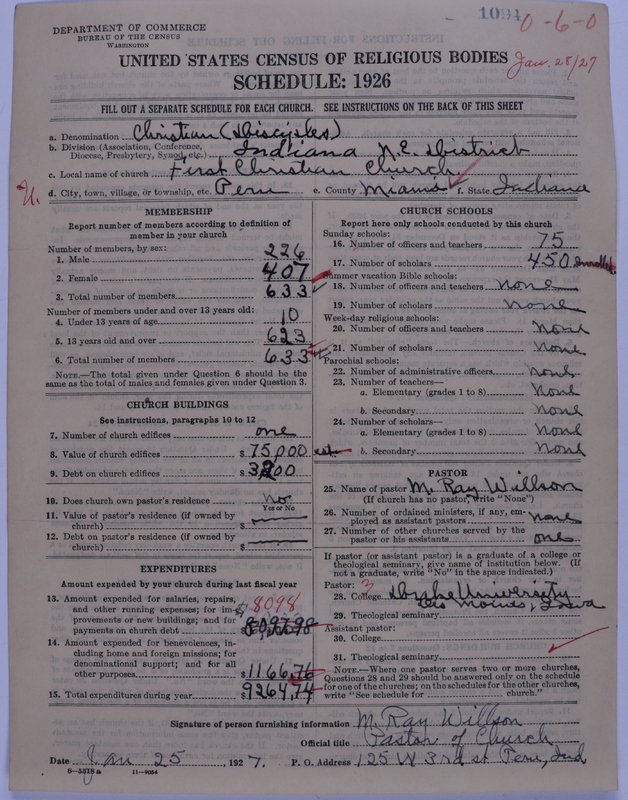 1094 0-6-0
DEPARTMENT OF COMMERCE
BUREAU OF THE CENSUS
WASHINGTON
UNITED STATES CENSUS OF RELIGIOUS BODIES
Jan. 28/27
SCHEDULE: 1926
FILL OUT A SEPARATE SCHEDULE FOR EACH CHURCH. SEE INSTRUCTIONS ON THE BACK OF THIS SHEET
a. Denomination Christian (Disciples)
b. Division (Association, Conference, Diocese, Presbytery, Synod, etc.) Indiana N.E. District
c. Local name of church First Christian Church.
d. City, town, village, or township, etc. Peru e. County Miami f. State Indiana
MEMBERSHIP
Report number of members according to definition of
member in your church
Number of members, by sex:
1. Male 226
2. Female 407
3. Total number of members 633
Number of members under and over 13 years old:
4. Under 13 years of age 10
5. 13 years old and over 623
6. Total number of members 633
NOTE.—The total given under Question 6 should be
same as the total of males and females given under Question 3.
CHURCH BUILDINGS
See instructions, paragraphs 10 to 12
7. Number of church edifices one
8. Value of church edifices $75000
9. Debt on church edifices $3200
10. Does church own pastor's residence No
Yes or No
11. Value of pastor's residence (if owned by
church) $
12. Debt on pastor's residence (if owned by
church) $
EXPENDITURES
Amount expended by your church during last fiscal year
13. Amount expended for salaries, repairs,
and other running expenses; for im-
provements or new buildings; and for
payments on church debt $8098 8097.98
14. Amount expended for benevolences, in-
cluding home and foreign missions; for
denominational support; and for all
other purposes $1166.76
15. Total expenditures during year $9264.74
CHURCH SCHOOLS
Report here only schools conducted by this church
Sunday schools:
16. Number of officers and teachers 75
17. Number of scholars 450 enrolled
Summer vacation Bible schools:
18. Number of officers and teachers none
19. Number of scholars none
Week-day religious schools:
20. Number of officers and teachers none
21. Number of scholars none
Parochial schools:
22. Number of administrative officers none
23. Number of teachers—
a. Elementary (grades 1 to 8) none
b. Secondary none
24. Number of scholars—
a. Elementary (grades 1 to 8) none
b. Secondary none
PASTOR
25. Name of pastor M. Ray Willson
(If church has no pastor, write "None")
26. Number of ordained ministers, if any, em-
ployed as assistant pastors none
27. Number of other churches served by the
pastor or his assistants one
If pastor (or assistant pastor) is a graduate of a college or
theological seminary, give name of institution below. (If
not a graduate, write "No" in the space indicated.)
Pastor: 3
28. College Drake University
Des Moines, Iowa
29. Theological seminary
Assistant pastor:
30. College
31. Theological seminary
NOTE.—Where one pastor serves two or more churches,
Questions 28 and 29 should be answered only on the schedule
for one of the churches; on the schedules for the other churches,
write "See schedule for church."
Signature of person furnishing information M. Ray Willson
Official title Pastor of Church
Date Jan 25, 1927. P. O. Address 125 W 3rd st Peru, Ind
8—5518 a 11—9054